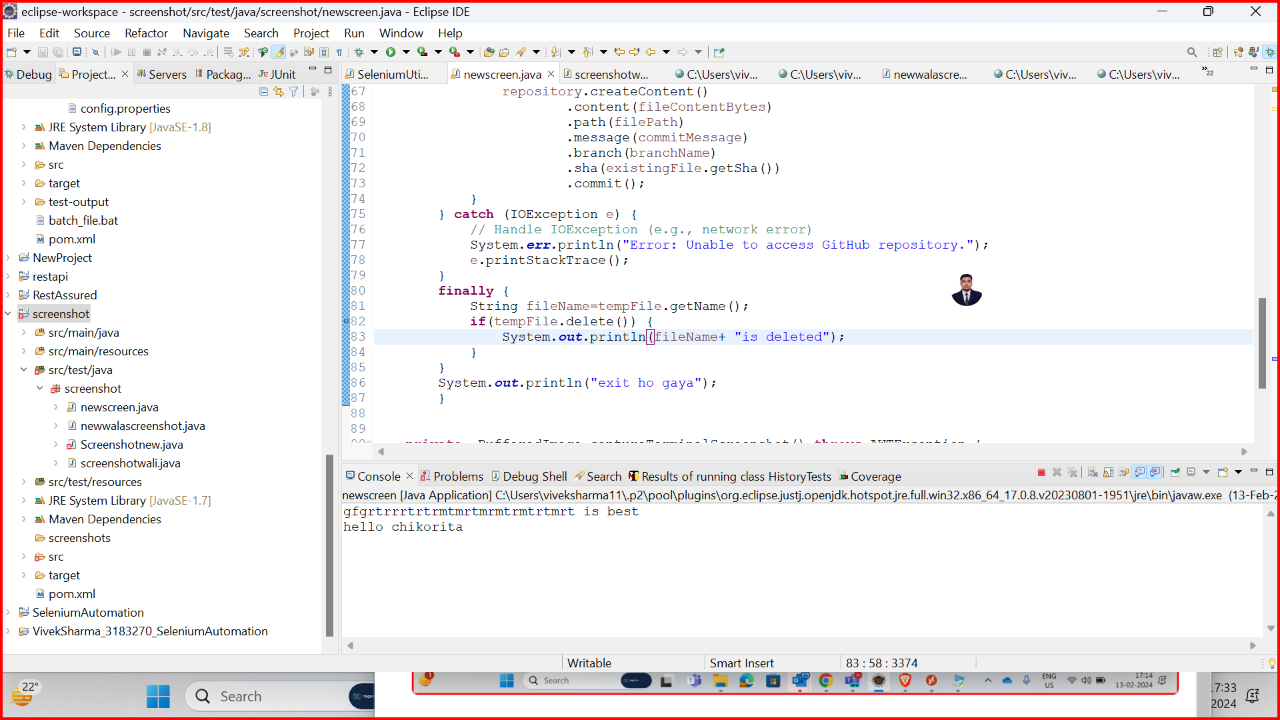 eclipse-workspace - screenshot/src/test/java/screenshot/newscreen.java - Eclipse IDE
File Edit Source Refactor Navigate Search Project Run Window Help
Debug Project... Servers Packag... JUnit
SeleniumUti... newscreen.java screenshotw... C:\Users\viv... C:\Users\viv... newwalascre... C:\Users\viv... C:\Users\viv... »22
config.properties
JRE System Library [JavaSE-1.8]
Maven Dependencies
src
target
test-output
batch_file.bat
pom.xml
NewProject
restapi
RestAssured
screenshot
src/main/java
src/main/resources
src/test/java
screenshot
newscreen.java
newwalascreenshot.java
Screenshotnew.java
screenshotwali.java
src/test/resources
JRE System Library [JavaSE-1.7]
Maven Dependencies
screenshots
src
target
pom.xml
SeleniumAutomation
VivekSharma_3183270_SeleniumAutomation
67 repository.createContent()
68 .content(fileContentBytes)
69 .path(filePath)
70 .message(commitMessage)
71 .branch(branchName)
72 .sha(existingFile.getSha())
73 .commit();
74 }
75 } catch (IOException e) {
76 // Handle IOException (e.g., network error)
77 System.err.println("Error: Unable to access GitHub repository.");
78 e.printStackTrace();
79 }
80 finally {
81 String fileName=tempFile.getName();
82 if(tempFile.delete()) {
83 System.out.println(fileName+ "is deleted");
84 }
85 }
86 System.out.println("exit ho gaya");
87 }
88
89
private BufferedImage captureTerminalScreenshot() throws AWTException {
Console Problems Debug Shell Search Results of running class HistoryTests Coverage
newscreen [Java Application] C:\Users\viveksharma11\.p2\pool\plugins\org.eclipse.justj.openjdk.hotspot.jre.full.win32.x86_64_17.0.8.v20230801-1951\jre\bin\javaw.exe (13-Feb-2
gfgrtrrrtrtrmtmrtmrmtrmtrtmrt is best
hello chikorita
Writable Smart Insert 83 : 58 : 3374
22° Search
Search ENG US 17:14 13-02-2024
17:33
2024